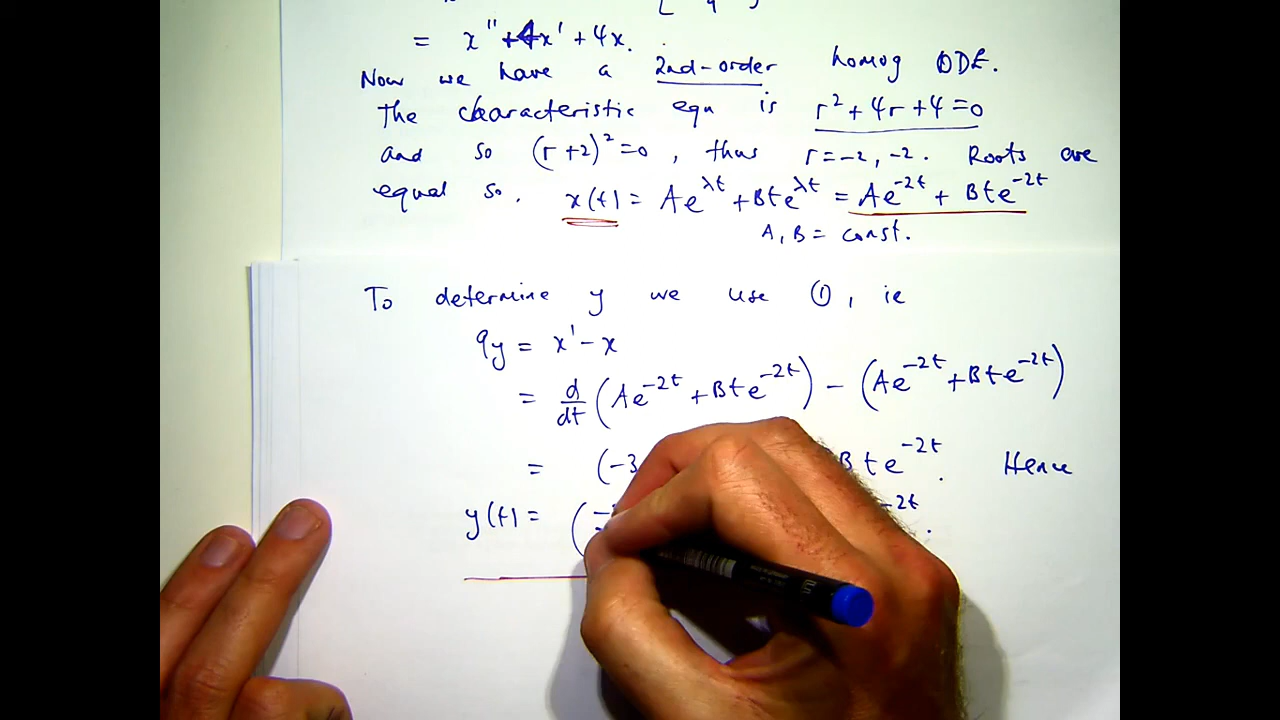 = x'' + 4x' + 4x.
Now we have a 2nd-order homog ODE.
The characteristic eqn is r² + 4r + 4 = 0
and so (r + 2)² = 0, thus r = -2, -2. Roots are
equal so. x(t) = Ae^λt + Bte^λt = Ae^-2t + Bte^-2t
A, B = const.
To determine y we use ①, ie
9y = x' - x
= d/dt (Ae^-2t + Bte^-2t) - (Ae^-2t + Bte^-2t)
= (-3 Bte^-2t. Hence
y(t) = ( -2t.